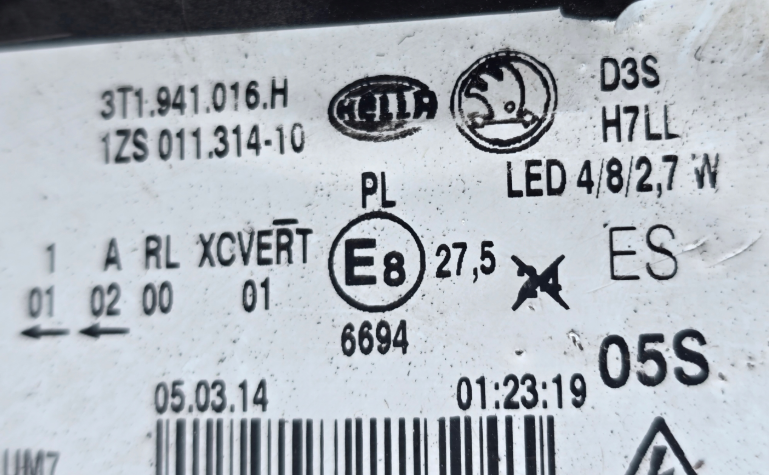 3T1.941.016.H
1ZS 011.314-10
HELLA
D3S
H7LL
LED 4/8/2,7 W
PL
1 A RL XCVERT
E8
27,5
24
ES
01 02 00 01
6694
05S
05.03.14
01:23:19